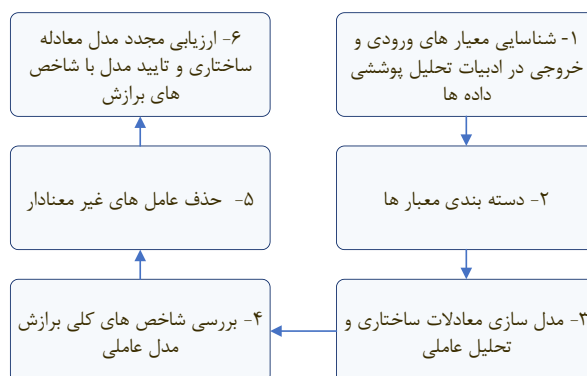 ۱- شناسایی معیار های ورودی و
خروجی در ادبیات تحلیل پوششی
داده ها
۲- دسته بندی معبار ها
۳- مدل سازی معادلات ساختاری و
تحلیل عاملی
۴- بررسی شاخص های کلی برازش
مدل عاملی
۵- حذف عامل های غیر معنادار
۶- ارزیابی مجدد مدل معادله
ساختاری و تایید مدل با شاخص
های برازش